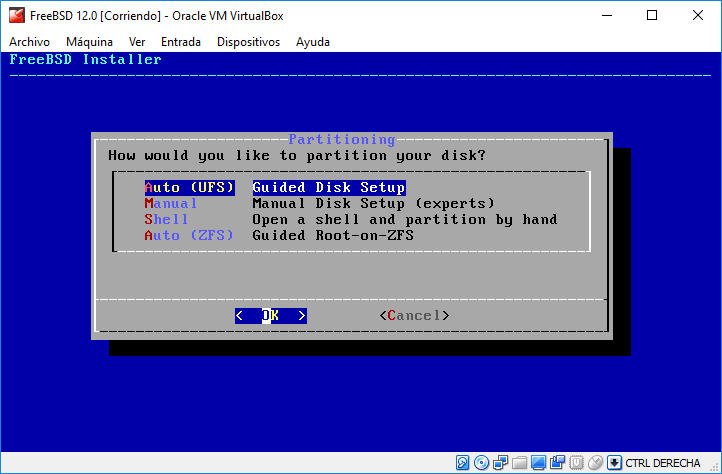 FreeBSD 12.0 [Corriendo] - Oracle VM VirtualBox
Archivo Máquina Ver Entrada Dispositivos Ayuda
FreeBSD Installer
Partitioning
How would you like to partition your disk?
Auto (UFS) Guided Disk Setup
Manual Manual Disk Setup (experts)
Shell Open a shell and partition by hand
Auto (ZFS) Guided Root-on-ZFS
< OK > <Cancel>
CTRL DERECHA